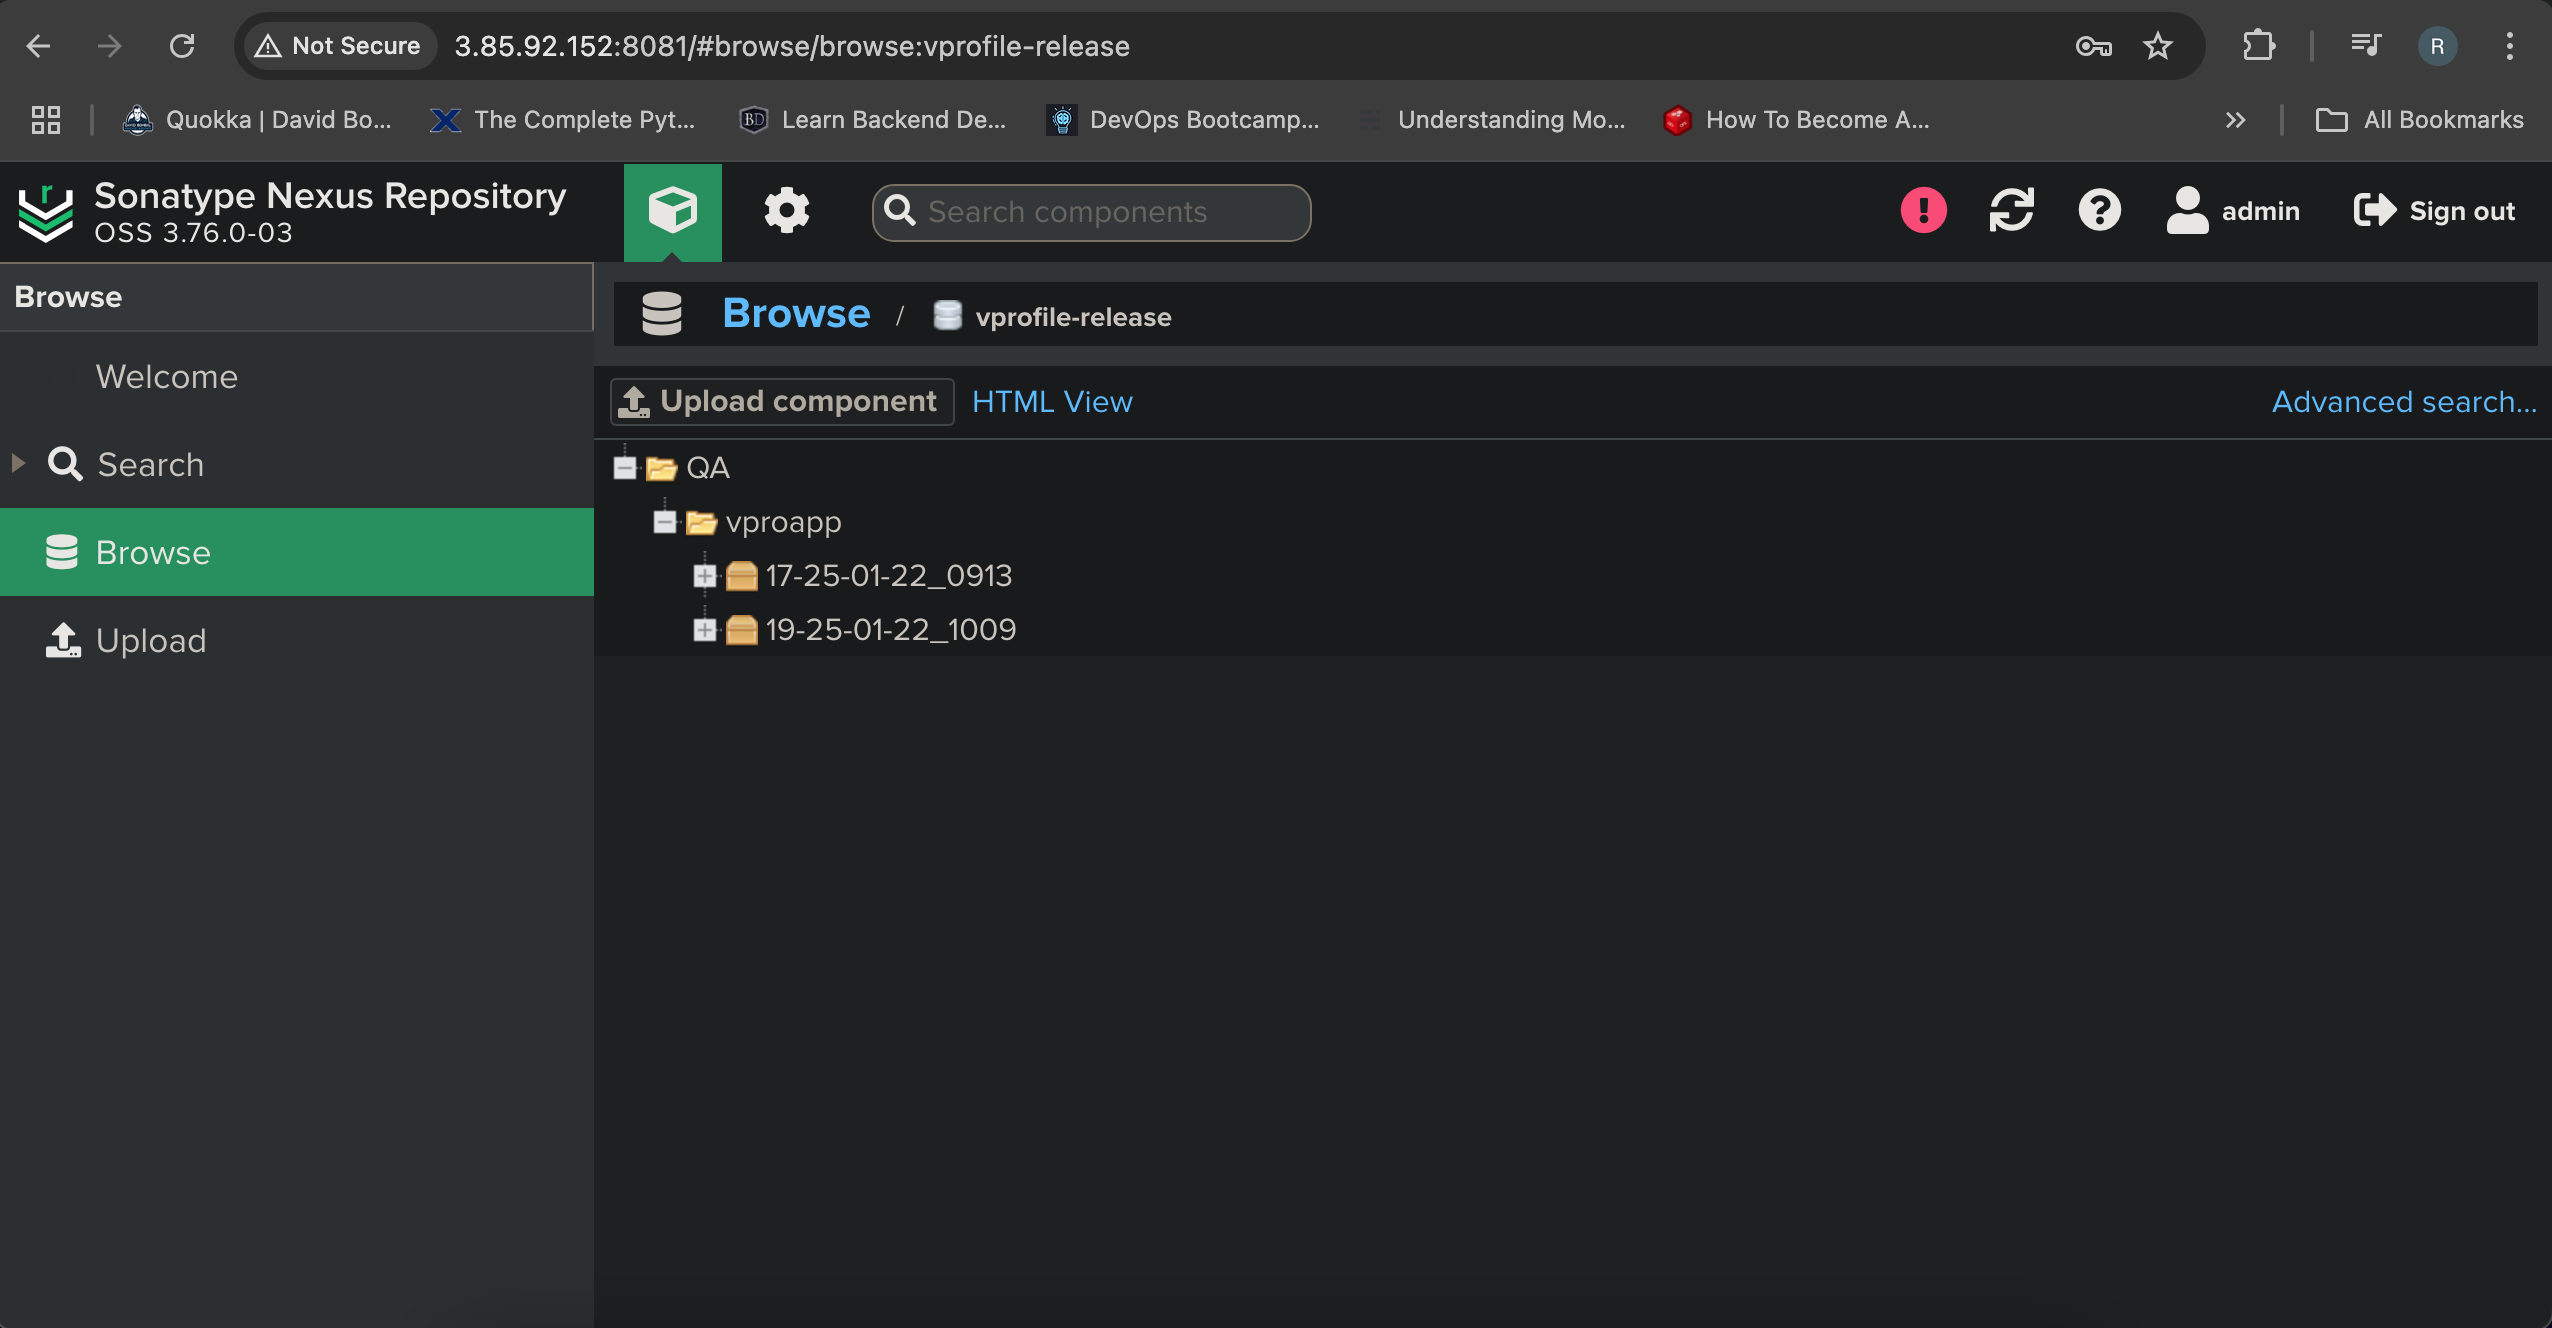 Not Secure 3.85.92.152:8081/#browse/browse:vprofile-release R
Quokka | David Bo... The Complete Pyt... BD Learn Backend De... DevOps Bootcamp... Understanding Mo... How To Become A... All Bookmarks
Sonatype Nexus Repository
OSS 3.76.0-03
Search components
admin
Sign out
Browse
Welcome
Search
Browse
Upload
Browse / vprofile-release
Upload component HTML View Advanced search...
QA
vproapp
17-25-01-22_0913
19-25-01-22_1009